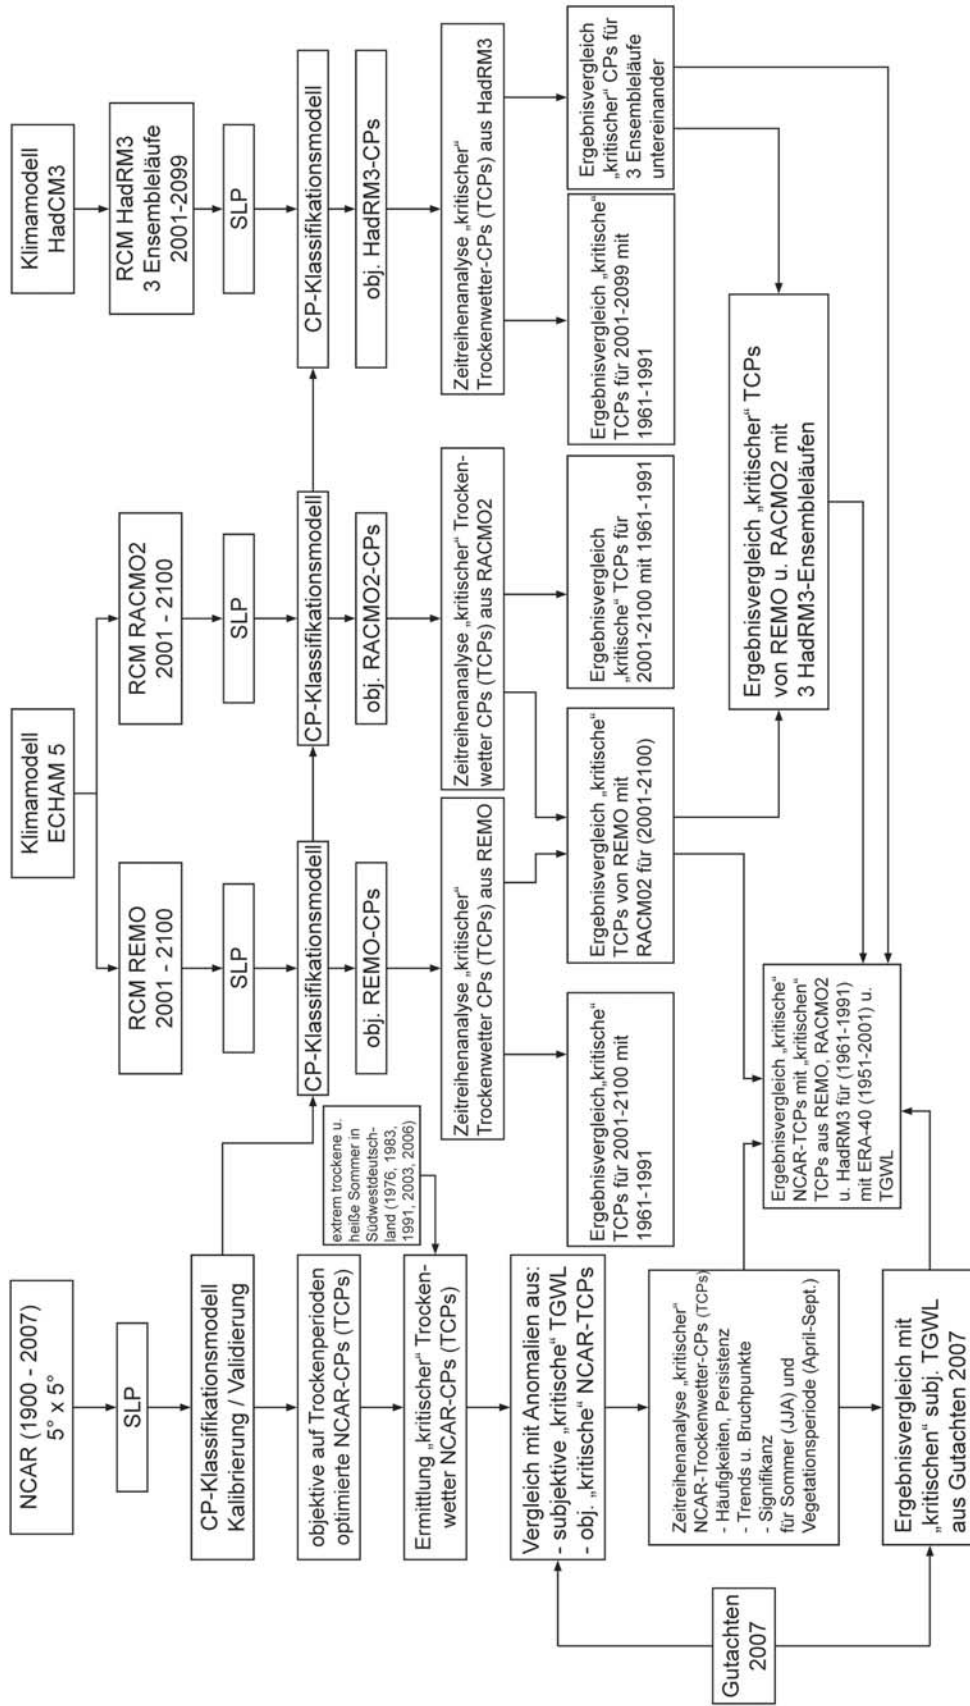 NCAR (1900 - 2007)
5° x 5°
SLP
CP-Klassifikationsmodell
Kalibrierung / Validierung
objektive auf Trockenperioden
optimierte NCAR-CPs (TCPs)
extrem trockene u.
heiße Sommer in
Südwestdeutsch-
land (1976, 1983,
1991, 2003, 2006)
Ermittlung „kritischer“ Trocken-
wetter NCAR-CPs (TCPs)
Vergleich mit Anomalien aus:
- subjektive „kritische“ TGWL
- obj. „kritische“ NCAR-TCPs
Zeitreihenanalyse „kritischer“
NCAR-Trockenwetter-CPs (TCPs)
- Häufigkeiten, Persistenz
- Trends u. Bruchpunkte
- Signifikanz
für Sommer (JJA) und
Vegetationsperiode (April-Sept.)
Ergebnisvergleich mit
„kritischen“ subj. TGWL
aus Gutachten 2007
Gutachten
2007
Klimamodell
ECHAM 5
RCM REMO
2001 - 2100
SLP
CP-Klassifikationsmodell
obj. REMO-CPs
Zeitreihenanalyse „kritischer“
Trockenwetter CPs (TCPs) aus REMO
Ergebnisvergleich„kritische“
TCPs für 2001-2100 mit
1961-1991
RCM RACMO2
2001 - 2100
SLP
CP-Klassifikationsmodell
obj. RACMO2-CPs
Zeitreihenanalyse „kritischer“ Trocken-
wetter CPs (TCPs) aus RACMO2
Ergebnisvergleich „kritische“
TCPs von REMO mit
RACM02 für (2001-2100)
Ergebnisvergleich
„kritische“ TCPs für
2001-2100 mit 1961-1991
Klimamodell
HadCM3
RCM HadRM3
3 Ensembleläufe
2001-2099
SLP
CP-Klassifikationsmodell
obj. HadRM3-CPs
Zeitreihenanalyse „kritischer“
Trockenwetter-CPs (TCPs) aus HadRM3
Ergebnisvergleich „kritische“
TCPs für 2001-2099 mit
1961-1991
Ergebnisvergleich
„kritischer“ CPs für
3 Ensembleläufe
untereinander
Ergebnisvergleich „kritischer“ TCPs
von REMO u. RACMO2 mit
3 HadRM3-Ensembleläufen
Ergebnisvergleich „kritische“
NCAR-TCPs mit „kritischen“
TCPs aus REMO, RACMO2
u. HadRM3 für (1961-1991)
mit ERA-40 (1951-2001) u.
TGWL